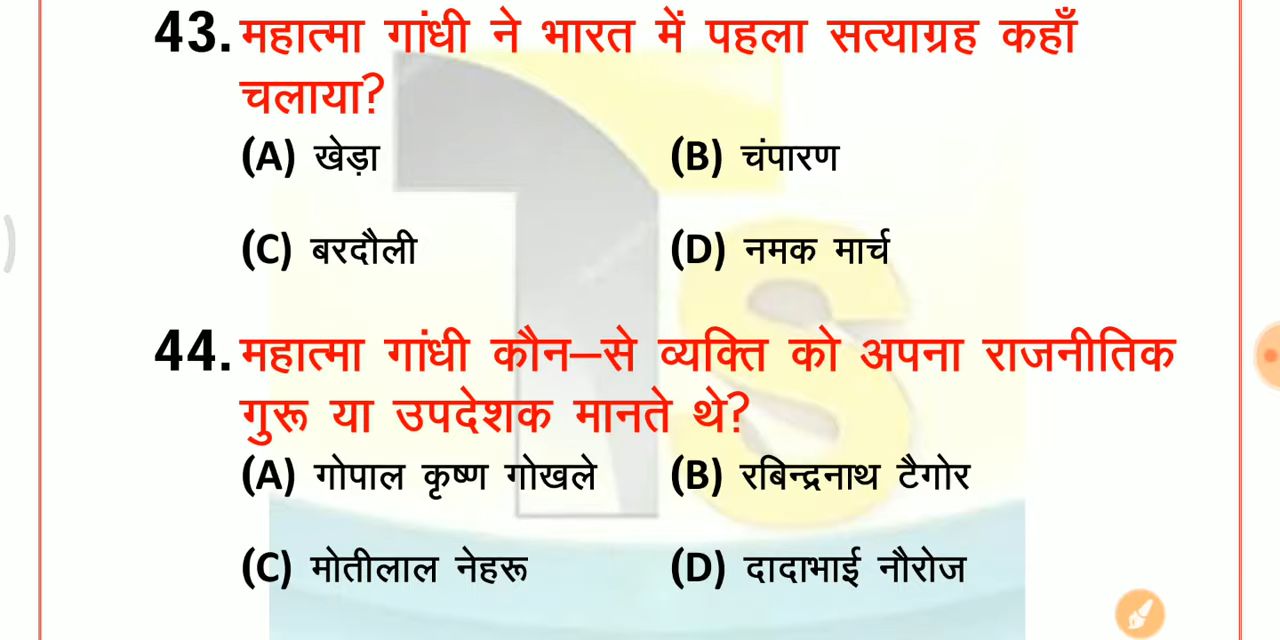 43. महात्मा गांधी ने भारत में पहला सत्याग्रह कहाँ
चलाया?
(A) खेड़ा (B) चंपारण
(C) बरदौली (D) नमक मार्च
44. महात्मा गांधी कौन–से व्यक्ति को अपना राजनीतिक
गुरू या उपदेशक मानते थे?
(A) गोपाल कृष्ण गोखले (B) रबिन्द्रनाथ टैगोर
(C) मोतीलाल नेहरू (D) दादाभाई नौरोज